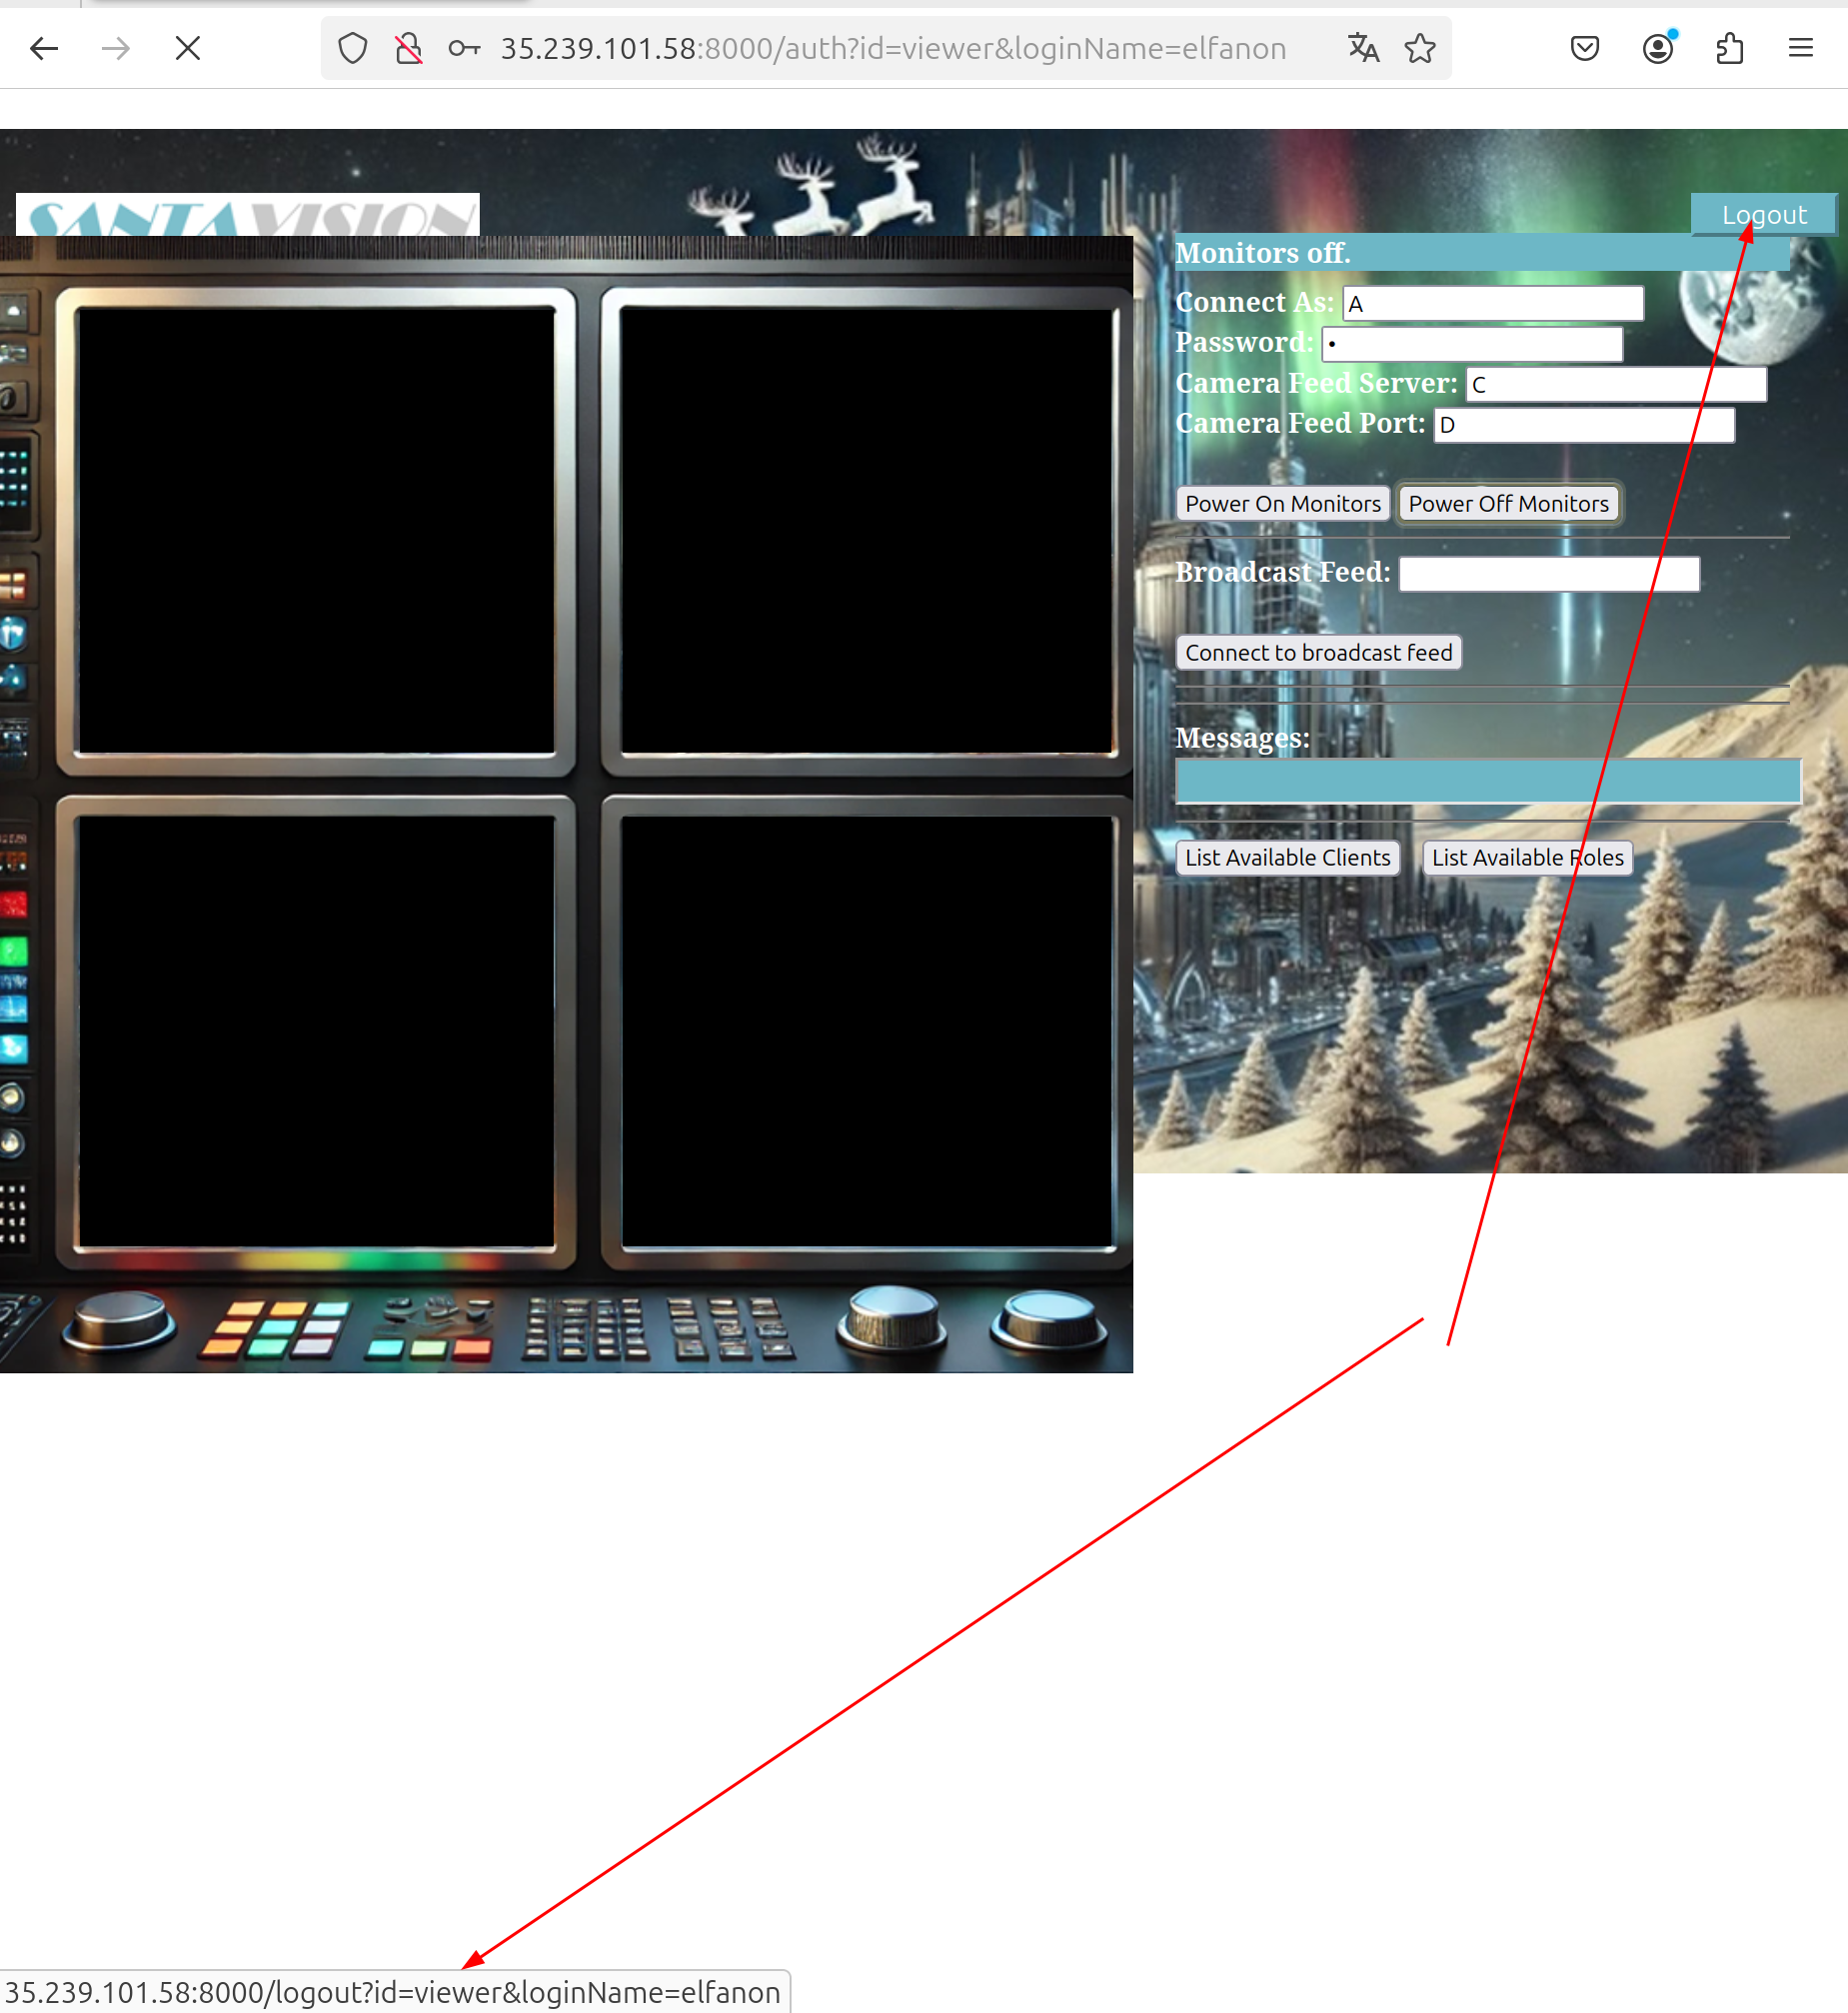 35.239.101.58:8000/auth?id=viewer&loginName=elfanon
SANTAVISION
Logout
Monitors off.
Connect As: A
Password: •
Camera Feed Server: C
Camera Feed Port: D
Power On Monitors Power Off Monitors
Broadcast Feed:
Connect to broadcast feed
Messages:
List Available Clients List Available Roles
35.239.101.58:8000/logout?id=viewer&loginName=elfanon